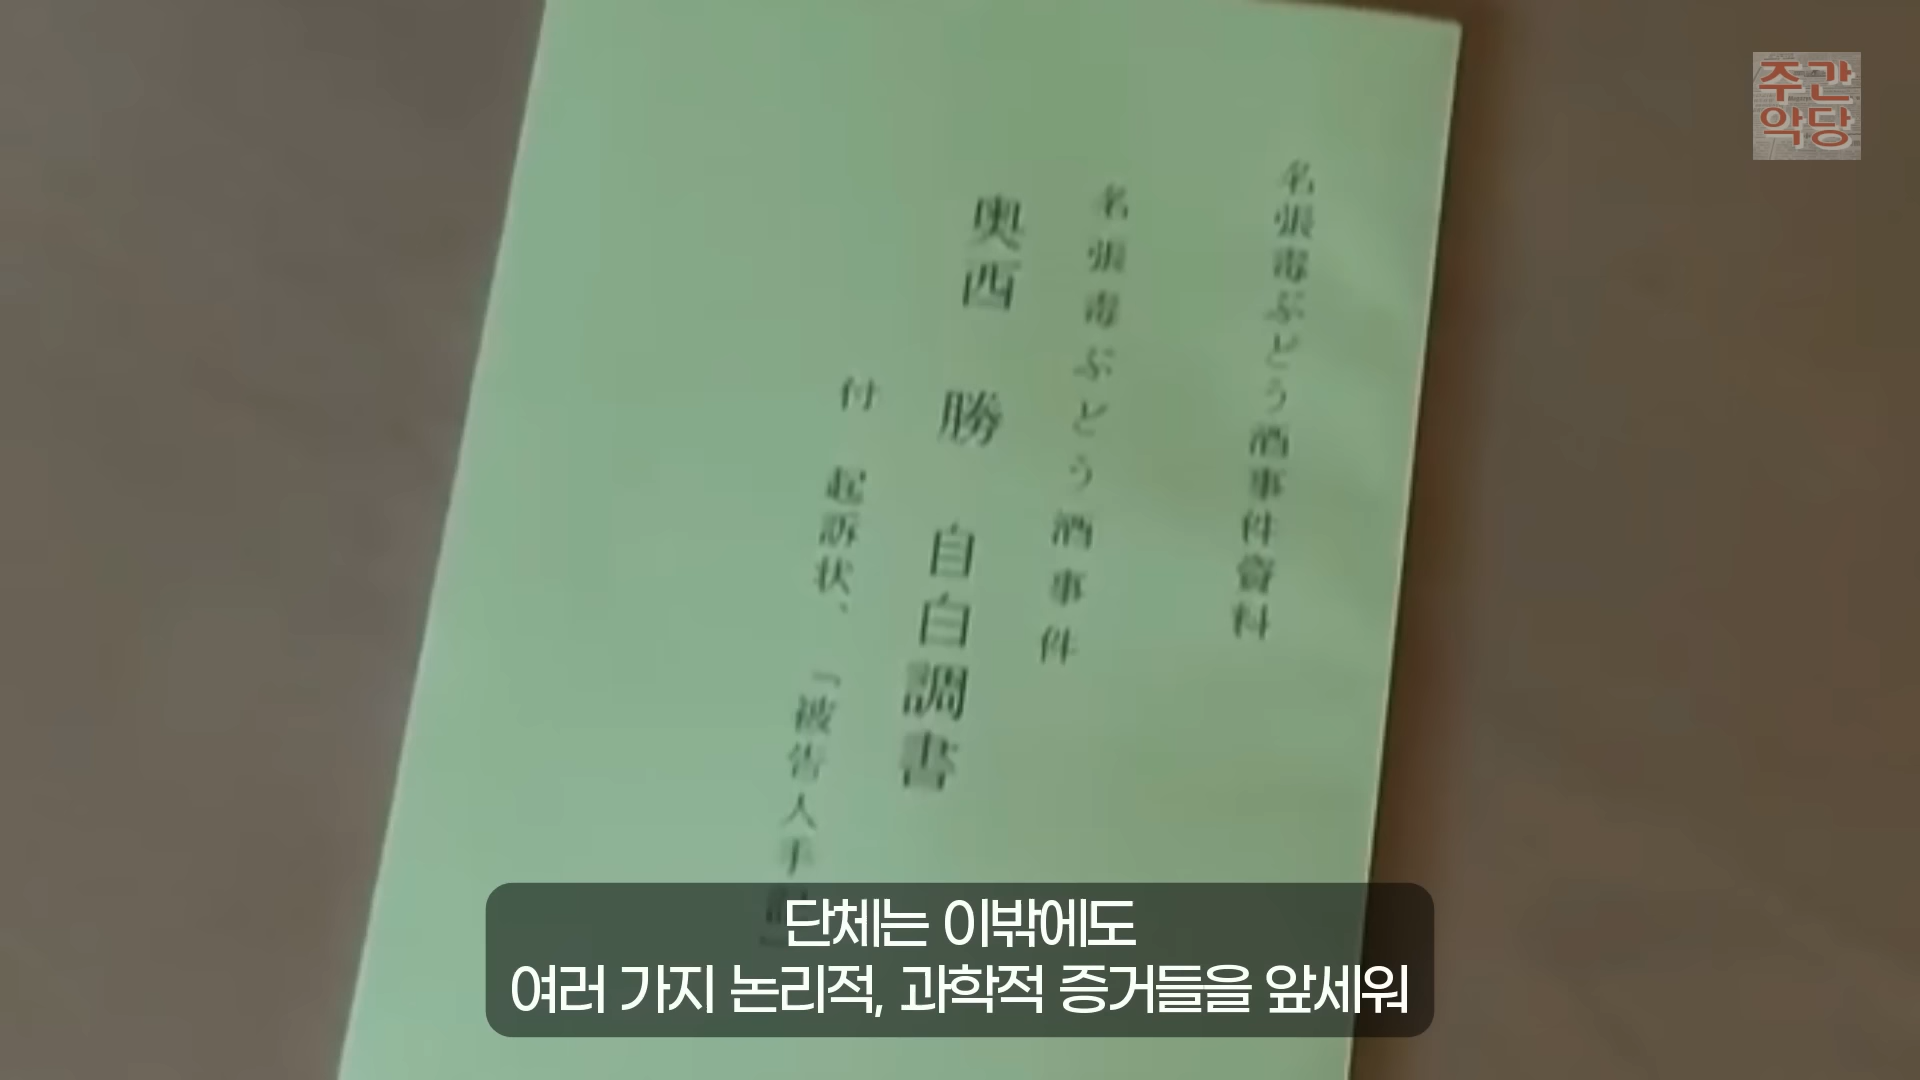 名張毒ぶどう酒事件資料
名張毒ぶどう酒事件
奥西 勝 自白調書
付 起訴状、「被告人手記」
주간
악당
단체는 이밖에도
여러 가지 논리적, 과학적 증거들을 앞세워